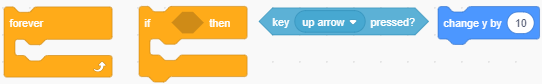 forever if then key up arrow pressed? change y by 10